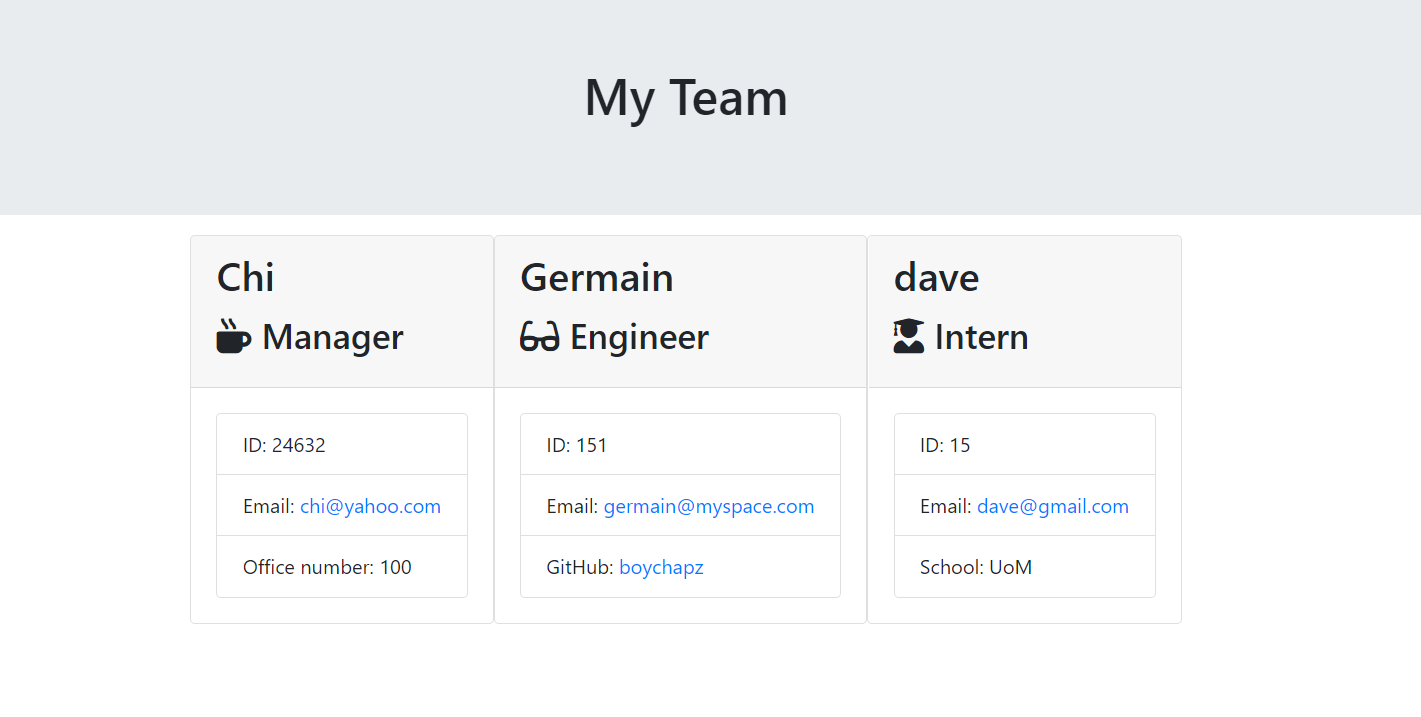 My Team
Chi
Manager
ID: 24632
Email: chi@yahoo.com
Office number: 100
Germain
Engineer
ID: 151
Email: germain@myspace.com
GitHub: boychapz
dave
Intern
ID: 15
Email: dave@gmail.com
School: UoM